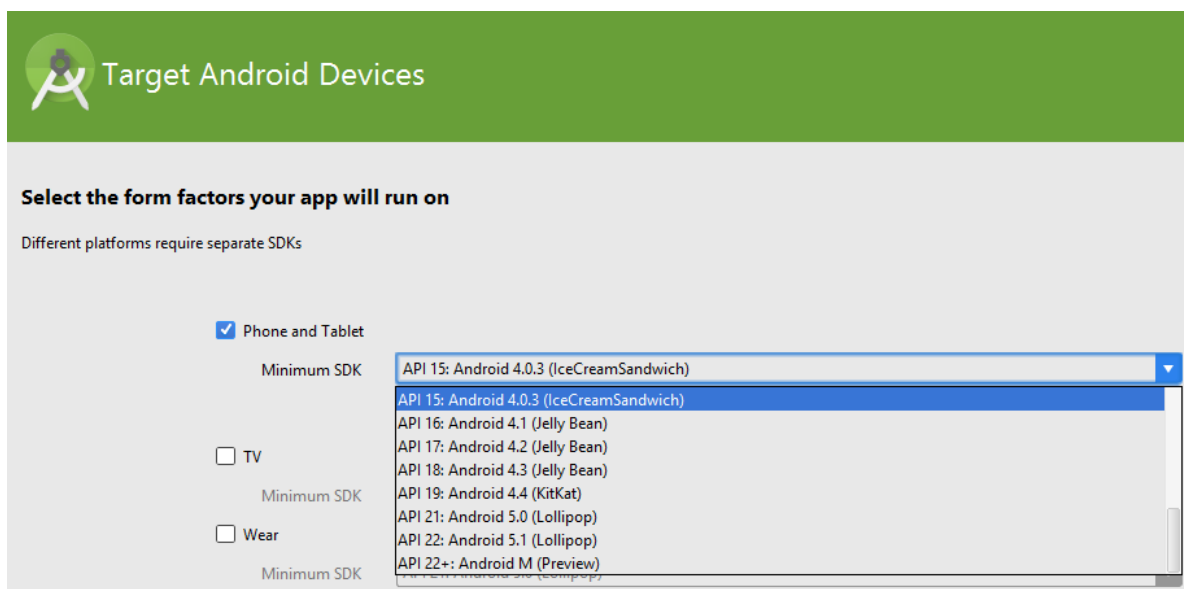 Target Android Devices
Select the form factors your app will run on
Different platforms require separate SDKs
Phone and Tablet
Minimum SDK
API 15: Android 4.0.3 (IceCreamSandwich)
API 15: Android 4.0.3 (IceCreamSandwich)
API 16: Android 4.1 (Jelly Bean)
API 17: Android 4.2 (Jelly Bean)
API 18: Android 4.3 (Jelly Bean)
API 19: Android 4.4 (KitKat)
API 21: Android 5.0 (Lollipop)
API 22: Android 5.1 (Lollipop)
API 22+: Android M (Preview)
TV
Minimum SDK
Wear
Minimum SDK